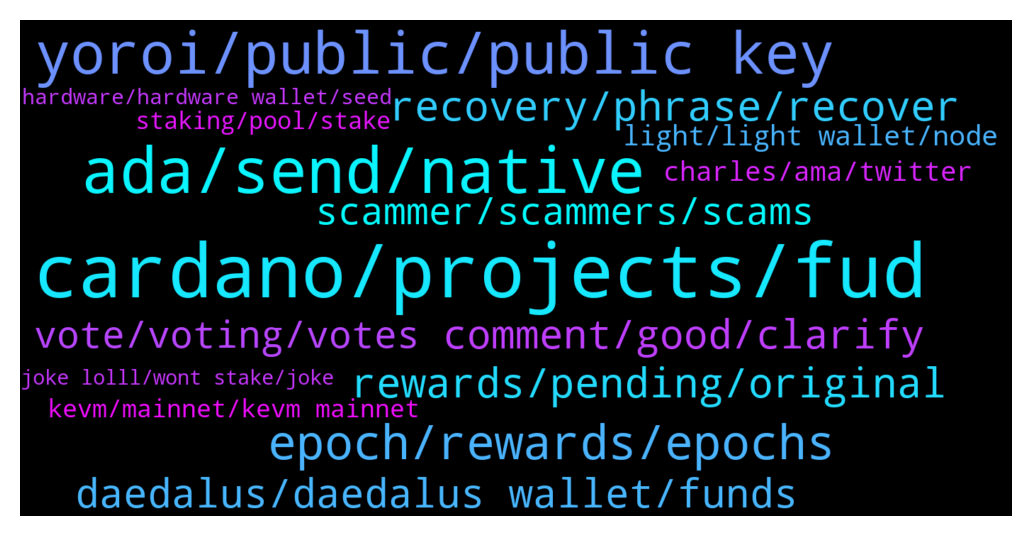 yoroi/public/public key
hardware/hardware wallet/seed
recovery/phrase/recover
staking/pool/stake
light/light wallet/node
ada/send/native
charles/ama/twitter
scammer/scammers/scams
cardano/projects/fud
vote/voting/votes
comment/good/clarify
joke lolll/wont stake/joke
rewards/pending/original
kevm/mainnet/kevm mainnet
epoch/rewards/epochs
daedalus/daedalus wallet/funds